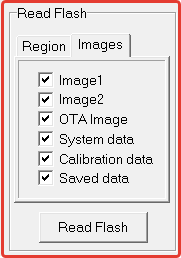 Read Flash
Region Images
Image1
Image2
OTA Image
System data
Calibration data
Saved data
Read Flash